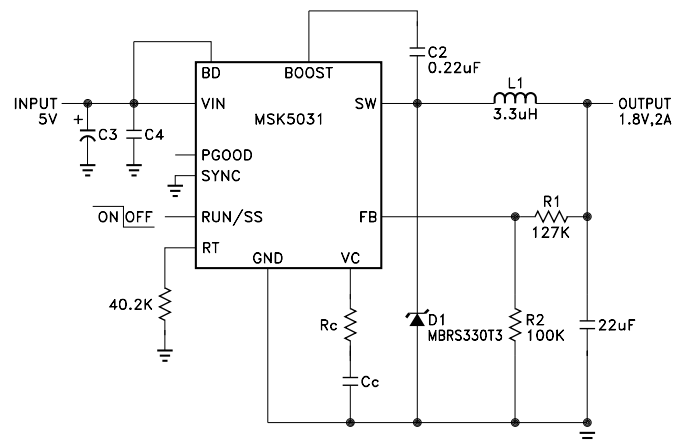 BD
BOOST
C2
0.22uF
INPUT
5V
+
C3
C4
VIN
MSK5031
SW
L1
3.3uH
OUTPUT
1.8V,2A
PGOOD
SYNC
ON OFF
RUN/SS
FB
R1
127K
RT
GND
VC
40.2K
Rc
D1
MBRS330T3
R2
100K
22uF
Cc